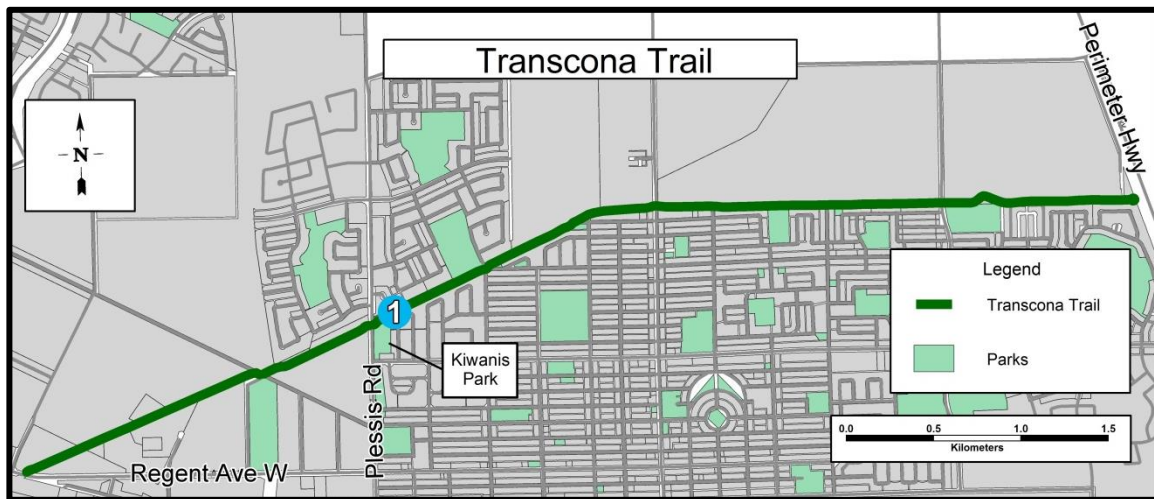 Transcona Trail
Perimeter Hwy
N
1
Kiwanis
Park
Plessis Rd
Regent Ave W
Legend
Transcona Trail
Parks
0.0 0.5 1.0 1.5
Kilometers